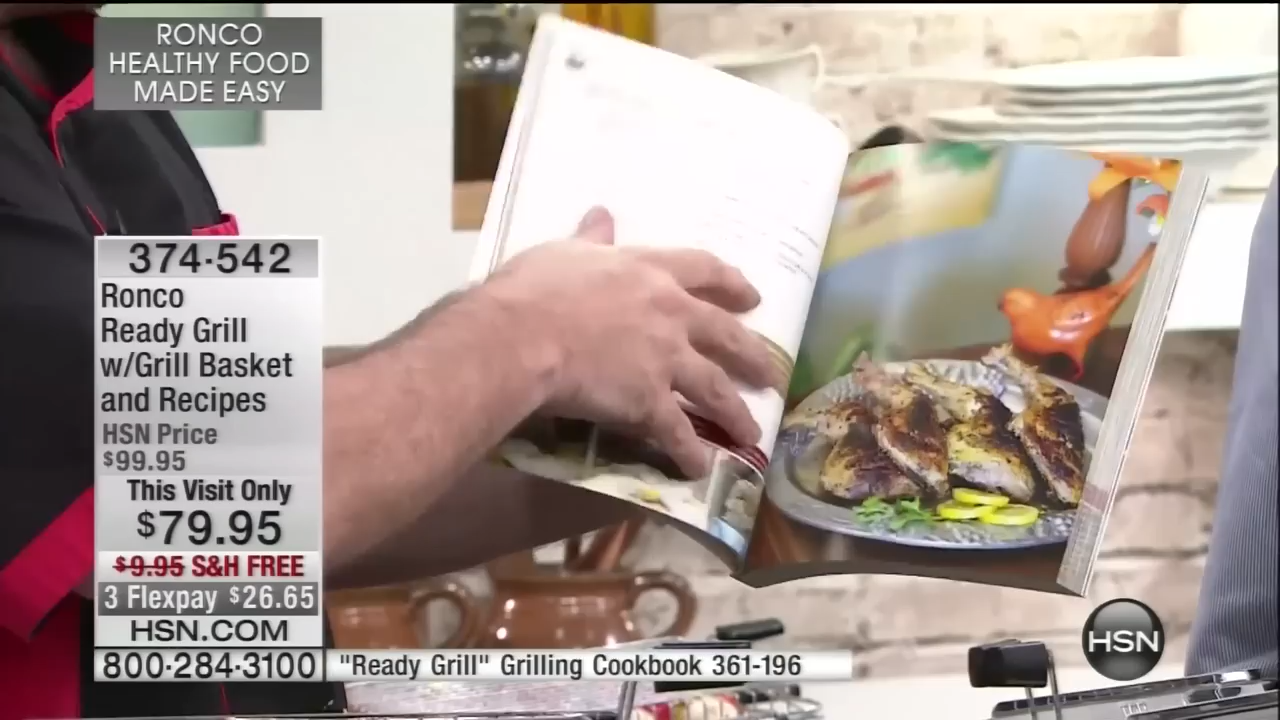 RONCO
HEALTHY FOOD
MADE EASY
374·542
Ronco
Ready Grill
w/Grill Basket
and Recipes
HSN Price
$99.95
This Visit Only
$79.95
$9.95 S&H FREE
3 Flexpay $26.65
HSN.COM
800·284·3100
"Ready Grill" Grilling Cookbook 361-196
HSN